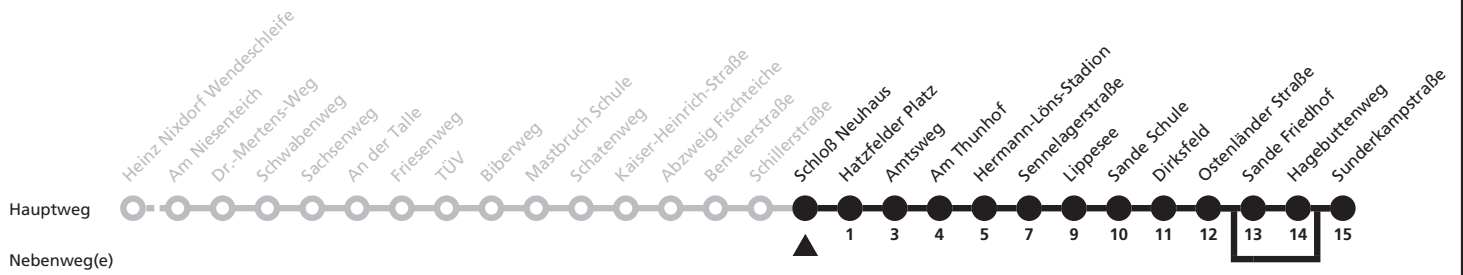 Heinz Nixdorf Wendeschleife
Am Niesenteich
Dr.-Mertens-Weg
Schwabenweg
Sachsenweg
An der Talle
Friesenweg
TÜV
Biberweg
Mastbruch Schule
Schatenweg
Kaiser-Heinrich-Straße
Abzweig Fischteiche
Bentelerstraße
Schillerstraße
Schloß Neuhaus
Hatzfelder Platz
Amtsweg
Am Thunhof
Hermann-Löns-Stadion
Sennelagerstraße
Lippesee
Sande Schule
Dirksfeld
Ostenländer Straße
Sande Friedhof
Hagebuttenweg
Sunderkampstraße
Hauptweg
1 3 4 5 7 9 10 11 12 13 14 15
Nebenweg(e)